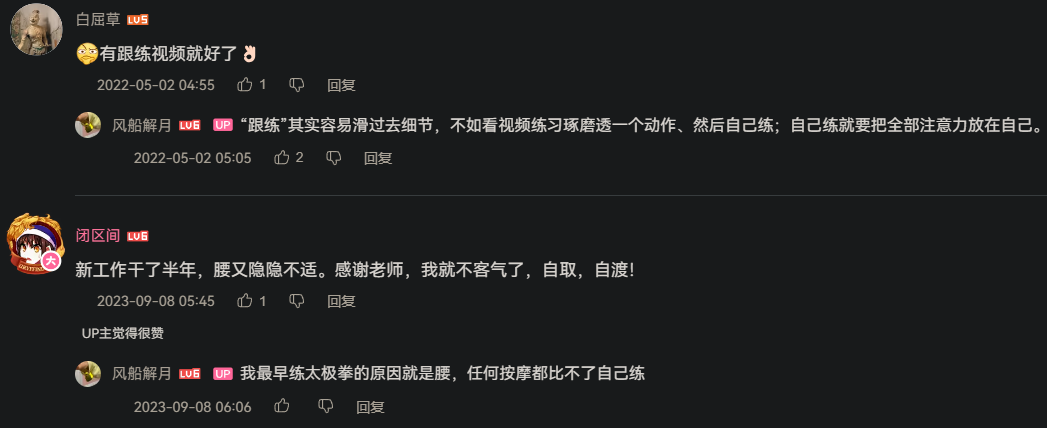 白屈草 LV5
🤔有跟练视频就好了👌🏻
2022-05-02 04:55 1 回复
风船解月 LV6 UP “跟练”其实容易滑过去细节，不如看视频练习琢磨透一个动作、然后自己练；自己练就要把全部注意力放在自己。
2022-05-02 05:05 2 回复
闭区间 LV6
大
新工作干了半年，腰又隐隐不适。感谢老师，我就不客气了，自取，自渡！
2023-09-08 05:45 1 回复
UP主觉得很赞
风船解月 LV6 UP 我最早练太极拳的原因就是腰，任何按摩都比不了自己练
2023-09-08 06:06 回复